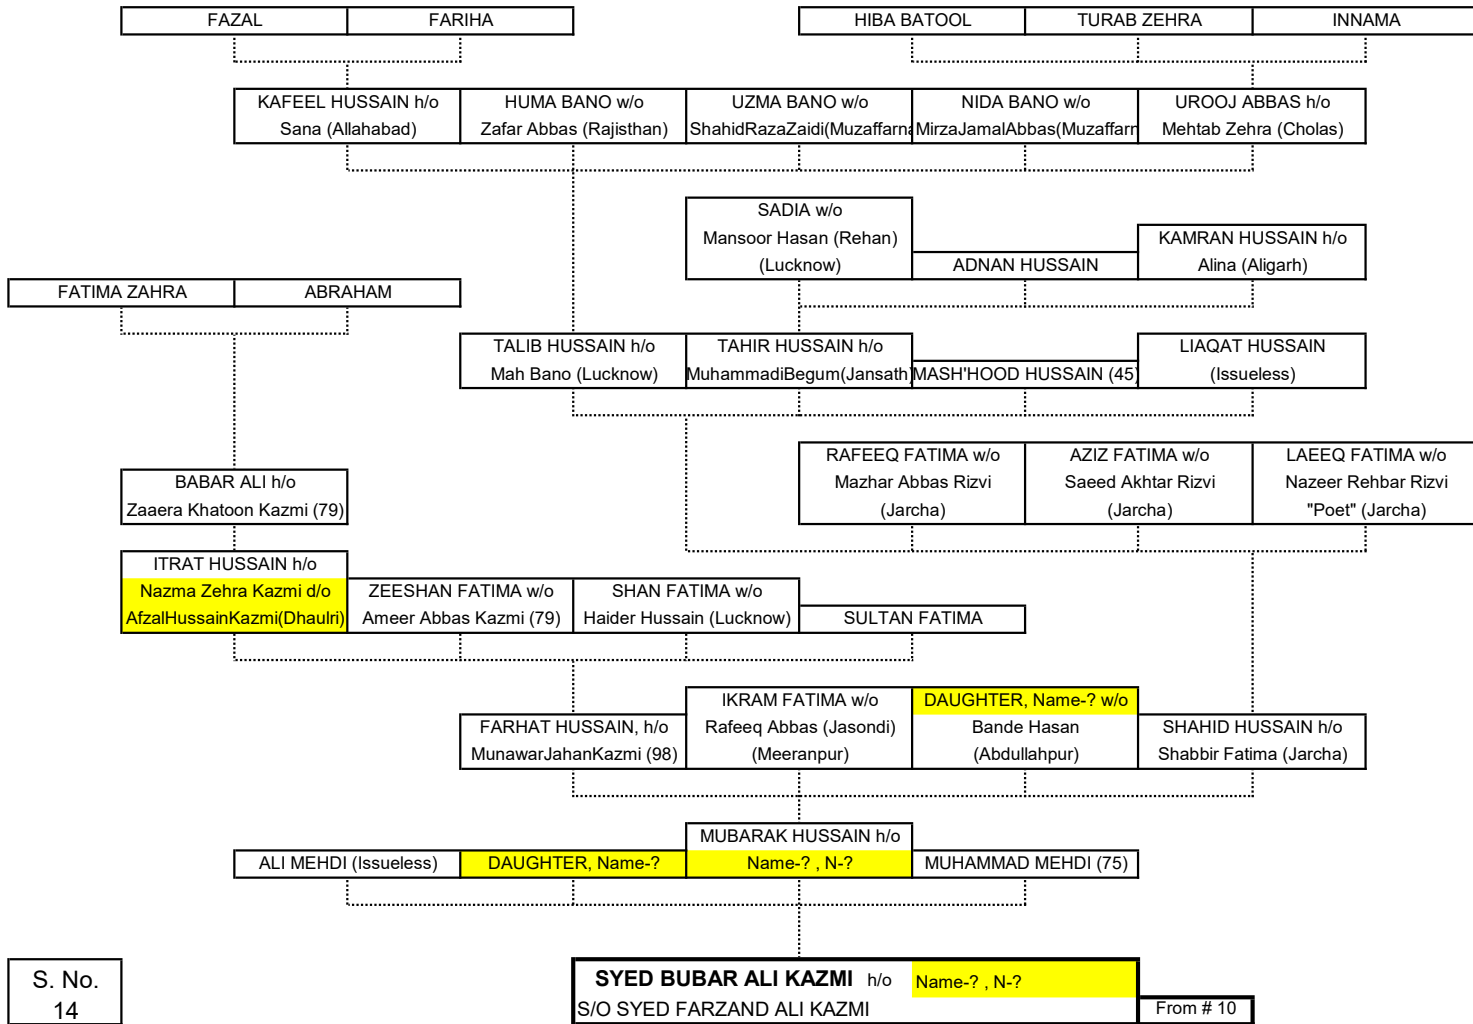 FAZAL
FARIHA
HIBA BATOOL
TURAB ZEHRA
INNAMA
KAFEEL HUSSAIN h/o
Sana (Allahabad)
HUMA BANO w/o
Zafar Abbas (Rajisthan)
UZMA BANO w/o
ShahidRazaZaidi(Muzaffarna
NIDA BANO w/o
MirzaJamalAbbas(Muzaffarn
UROOJ ABBAS h/o
Mehtab Zehra (Cholas)
SADIA w/o
Mansoor Hasan (Rehan)
(Lucknow)
ADNAN HUSSAIN
KAMRAN HUSSAIN h/o
Alina (Aligarh)
FATIMA ZAHRA
ABRAHAM
TALIB HUSSAIN h/o
Mah Bano (Lucknow)
TAHIR HUSSAIN h/o
MuhammadiBegum(Jansath)
MASH'HOOD HUSSAIN (45)
LIAQAT HUSSAIN
(Issueless)
BABAR ALI h/o
Zaaera Khatoon Kazmi (79)
RAFEEQ FATIMA w/o
Mazhar Abbas Rizvi
(Jarcha)
AZIZ FATIMA w/o
Saeed Akhtar Rizvi
(Jarcha)
LAEEQ FATIMA w/o
Nazeer Rehbar Rizvi
"Poet" (Jarcha)
ITRAT HUSSAIN h/o
Nazma Zehra Kazmi d/o
AfzalHussainKazmi(Dhaulri)
ZEESHAN FATIMA w/o
Ameer Abbas Kazmi (79)
SHAN FATIMA w/o
Haider Hussain (Lucknow)
SULTAN FATIMA
FARHAT HUSSAIN, h/o
MunawarJahanKazmi (98)
IKRAM FATIMA w/o
Rafeeq Abbas (Jasondi)
(Meeranpur)
DAUGHTER, Name-? w/o
Bande Hasan
(Abdullahpur)
SHAHID HUSSAIN h/o
Shabbir Fatima (Jarcha)
ALI MEHDI (Issueless)
DAUGHTER, Name-?
MUBARAK HUSSAIN h/o
Name-? , N-?
MUHAMMAD MEHDI (75)
S. No.
14
SYED BUBAR ALI KAZMI h/o Name-? , N-?
S/O SYED FARZAND ALI KAZMI
From # 10